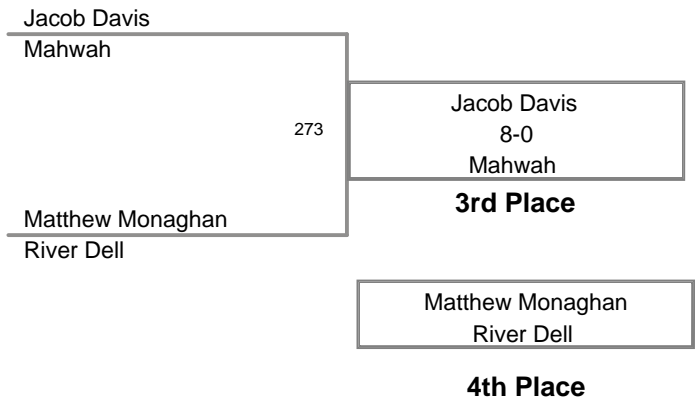 Jacob Davis
Mahwah
273
Jacob Davis
8-0
Mahwah
3rd Place
Matthew Monaghan
River Dell
Matthew Monaghan
River Dell
4th Place